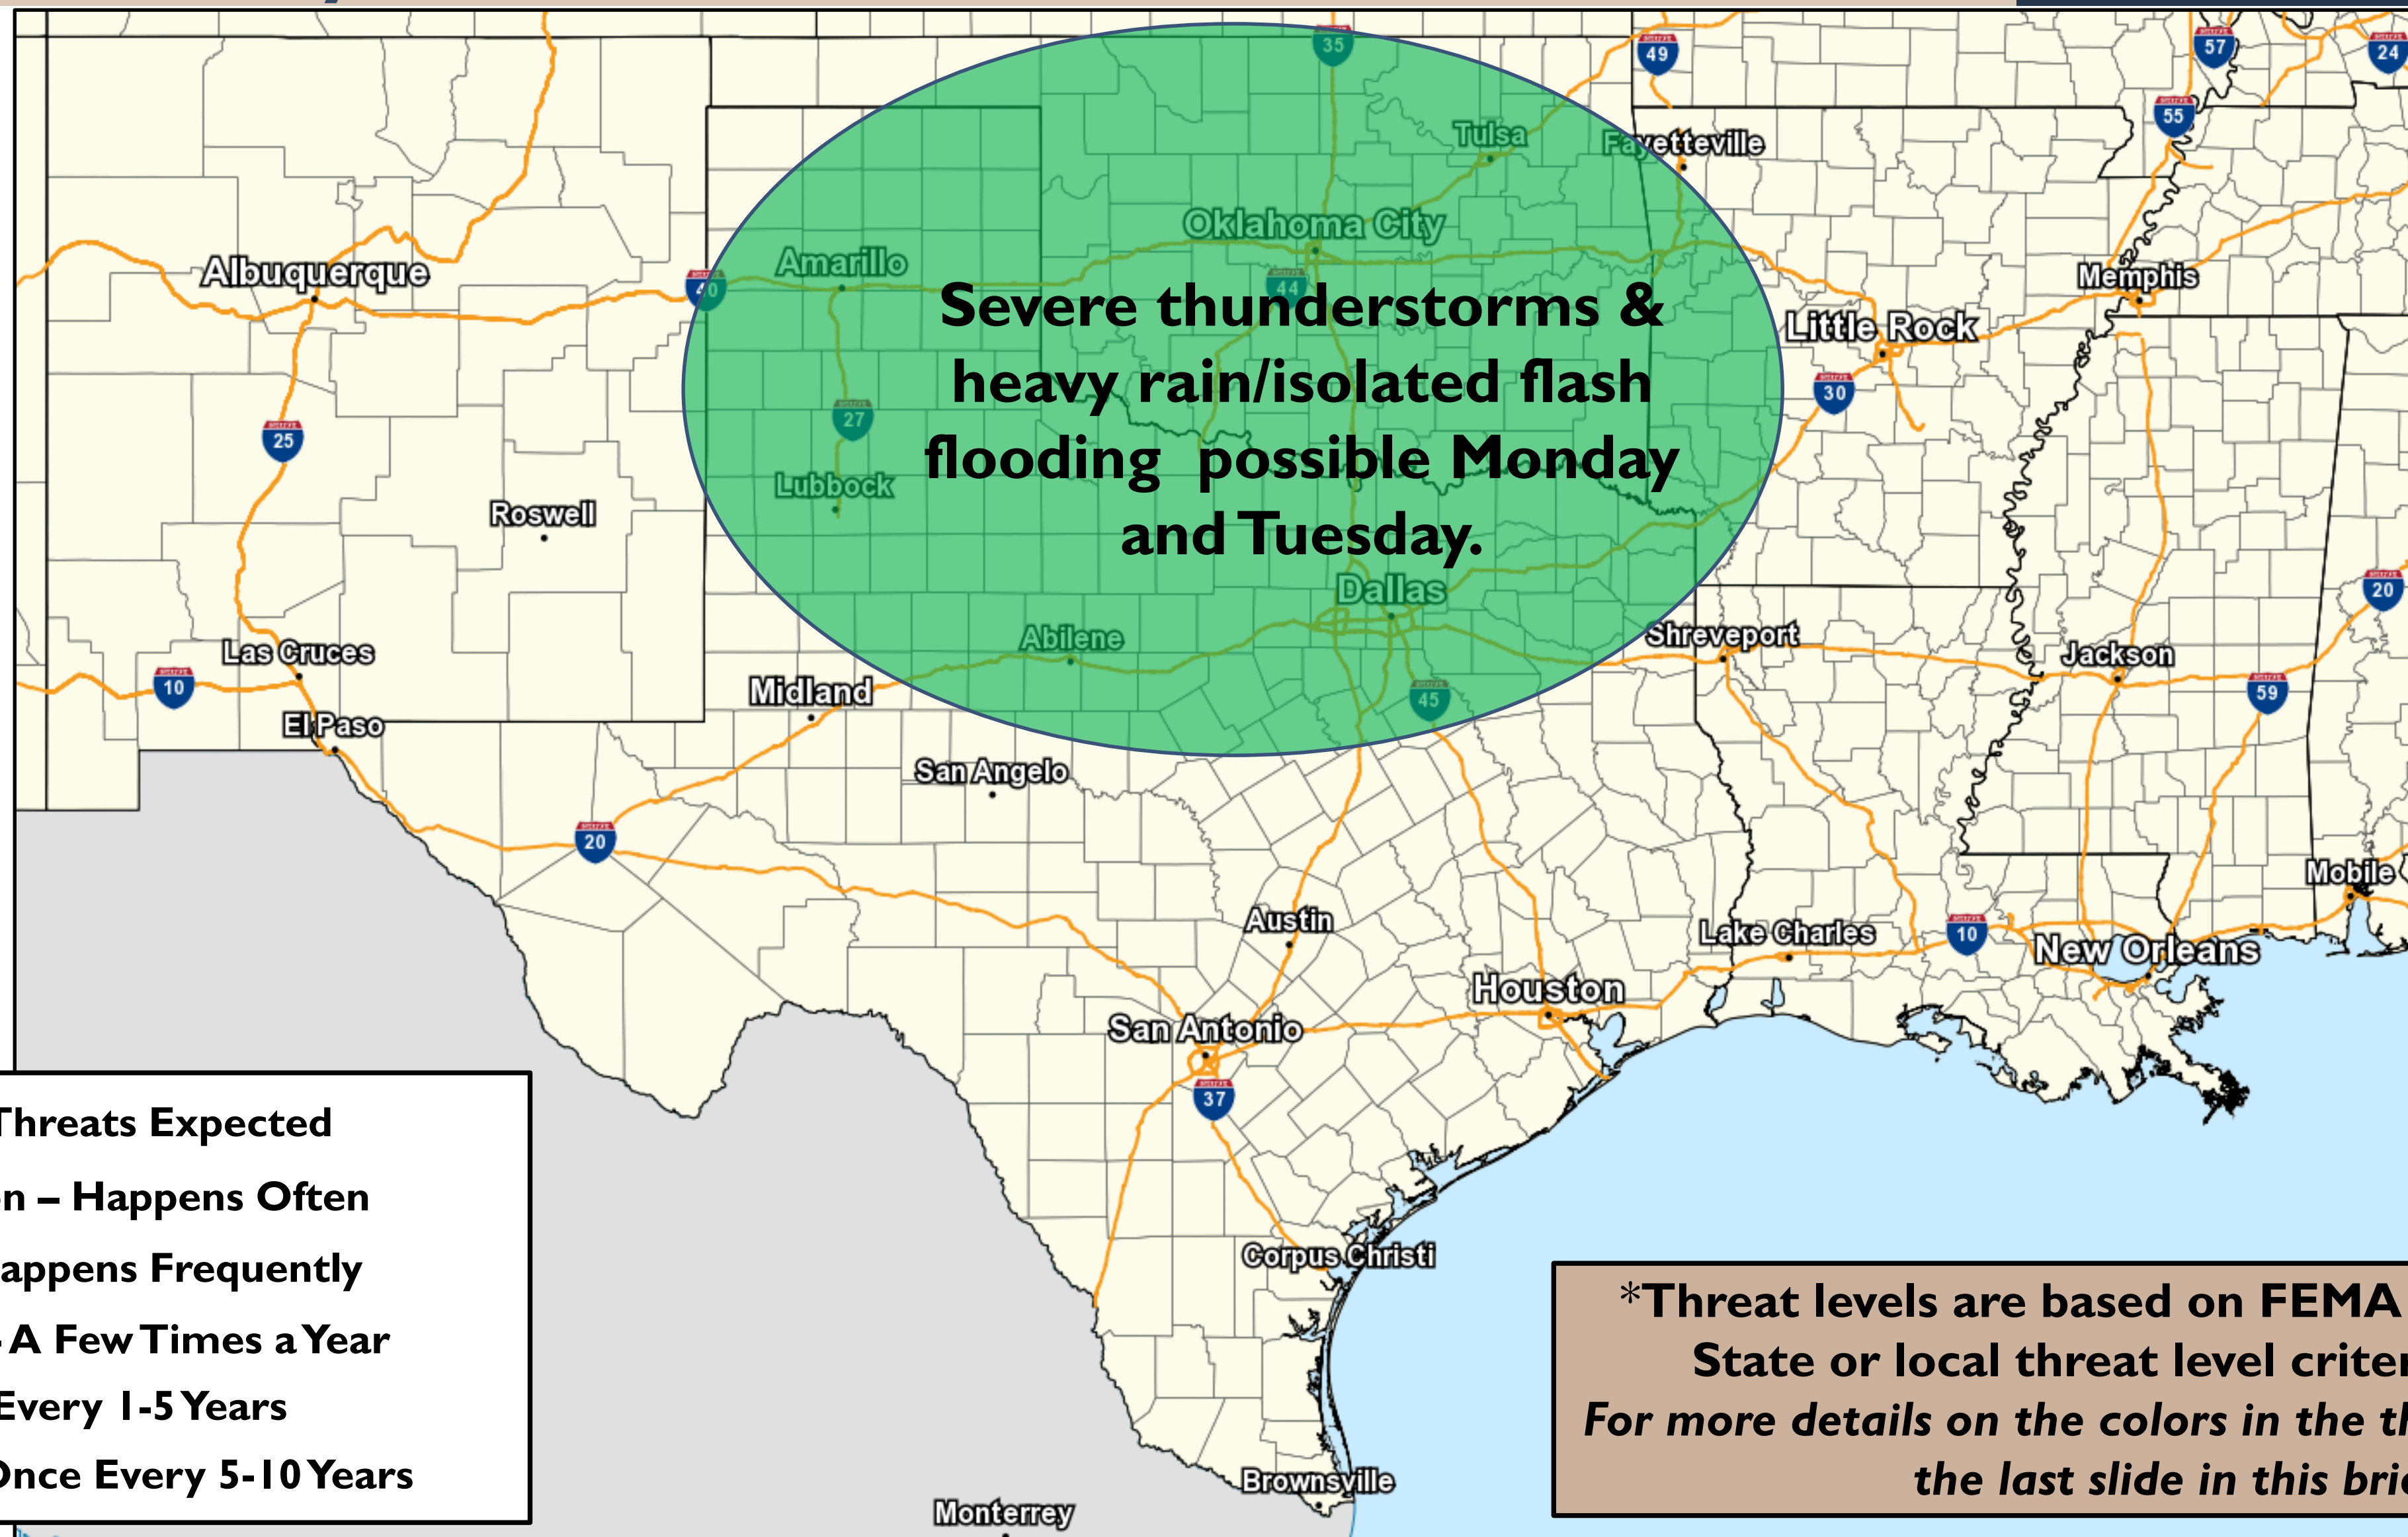 35
49
57
24
55
Tulsa
Fayetteville
Oklahoma City
Albuquerque
40
Amarillo
44
Memphis
Severe thunderstorms &
heavy rain/isolated flash
flooding possible Monday
and Tuesday.
Little Rock
30
27
25
Lubbock
Roswell
Dallas
20
Abilene
Shreveport
Las Cruces
Jackson
10
Midland
45
59
El Paso
San Angelo
20
Mobile
Austin
Lake Charles
10
New Orleans
Houston
San Antonio
37
Threats Expected
n – Happens Often
appens Frequently
- A Few Times a Year
Every 1-5 Years
Once Every 5-10 Years
Corpus Christi
Brownsville
Monterrey
*Threat levels are based on FEMA
State or local threat level criter
For more details on the colors in the th
the last slide in this brie